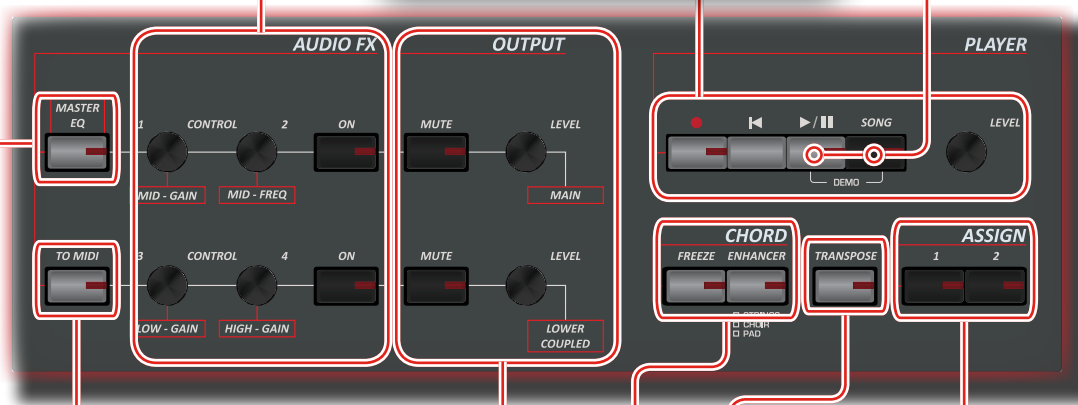 AUDIO FX
OUTPUT
PLAYER
MASTER
EQ
1 CONTROL 2 ON MUTE LEVEL
SONG LEVEL
DEMO
MID - GAIN MID - FREQ MAIN
CHORD ASSIGN
TO MIDI 3 CONTROL 4 ON MUTE LEVEL FREEZE ENHANCER TRANSPOSE 1 2
LOW - GAIN HIGH - GAIN LOWER
COUPLED
CHOIR
PAD